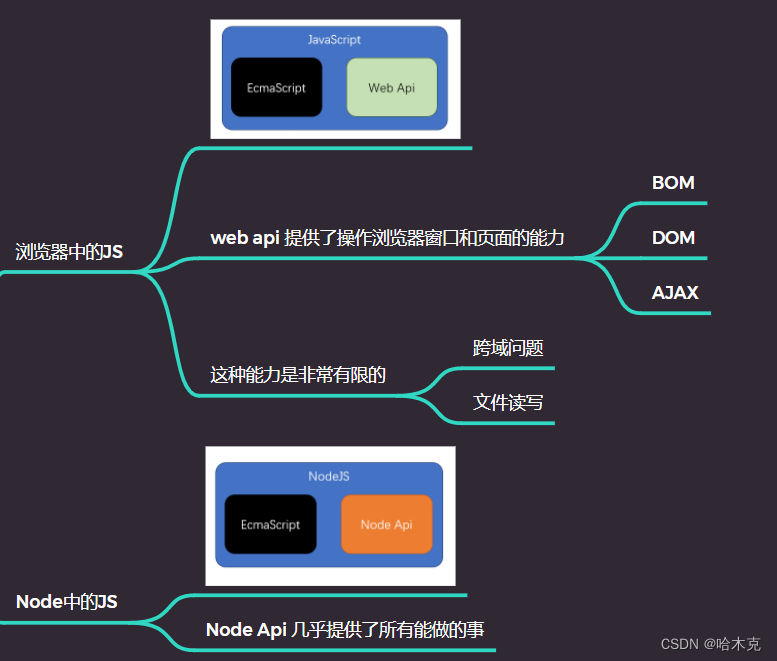 JavaScript
EcmaScript
Web Api
浏览器中的JS
web api 提供了操作浏览器窗口和页面的能力
BOM
DOM
AJAX
这种能力是非常有限的
跨域问题
文件读写
NodeJS
EcmaScript
Node Api
Node中的JS
Node Api 几乎提供了所有能做的事
CSDN @哈木克